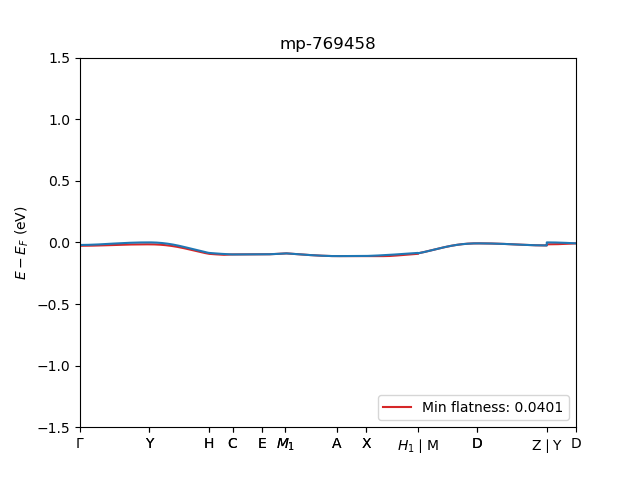 mp-769458
1.5
1.0
0.5
0.0
−0.5
−1.0
−1.5
E − E_F (eV)
Min flatness: 0.0401
Γ Y H C E M₁ A X H₁ | M D Z | Y D